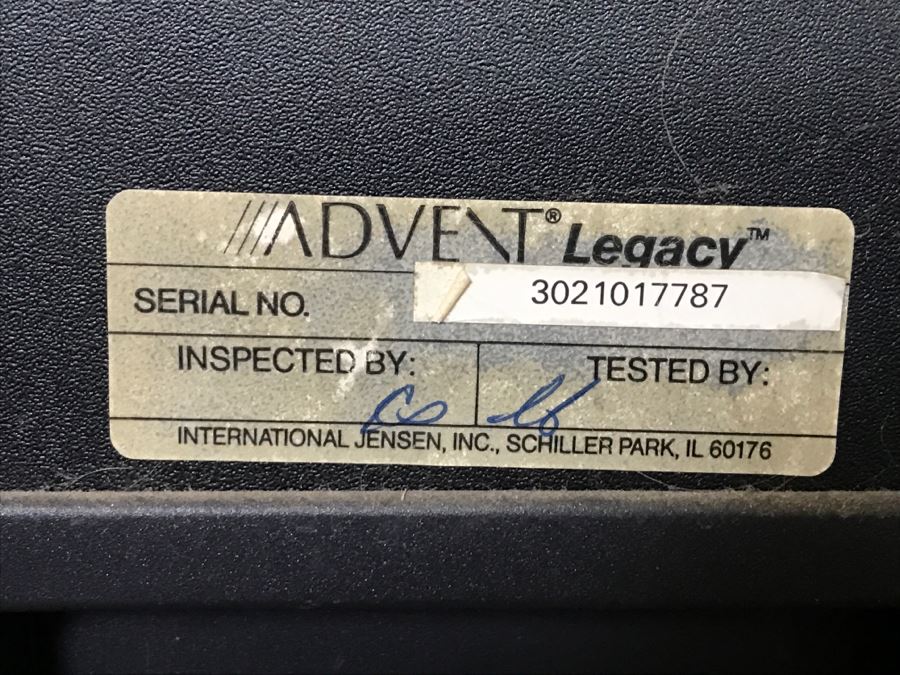 ADVENT® Legacy™
SERIAL NO. 3021017787
INSPECTED BY: TESTED BY:
INTERNATIONAL JENSEN, INC., SCHILLER PARK, IL 60176